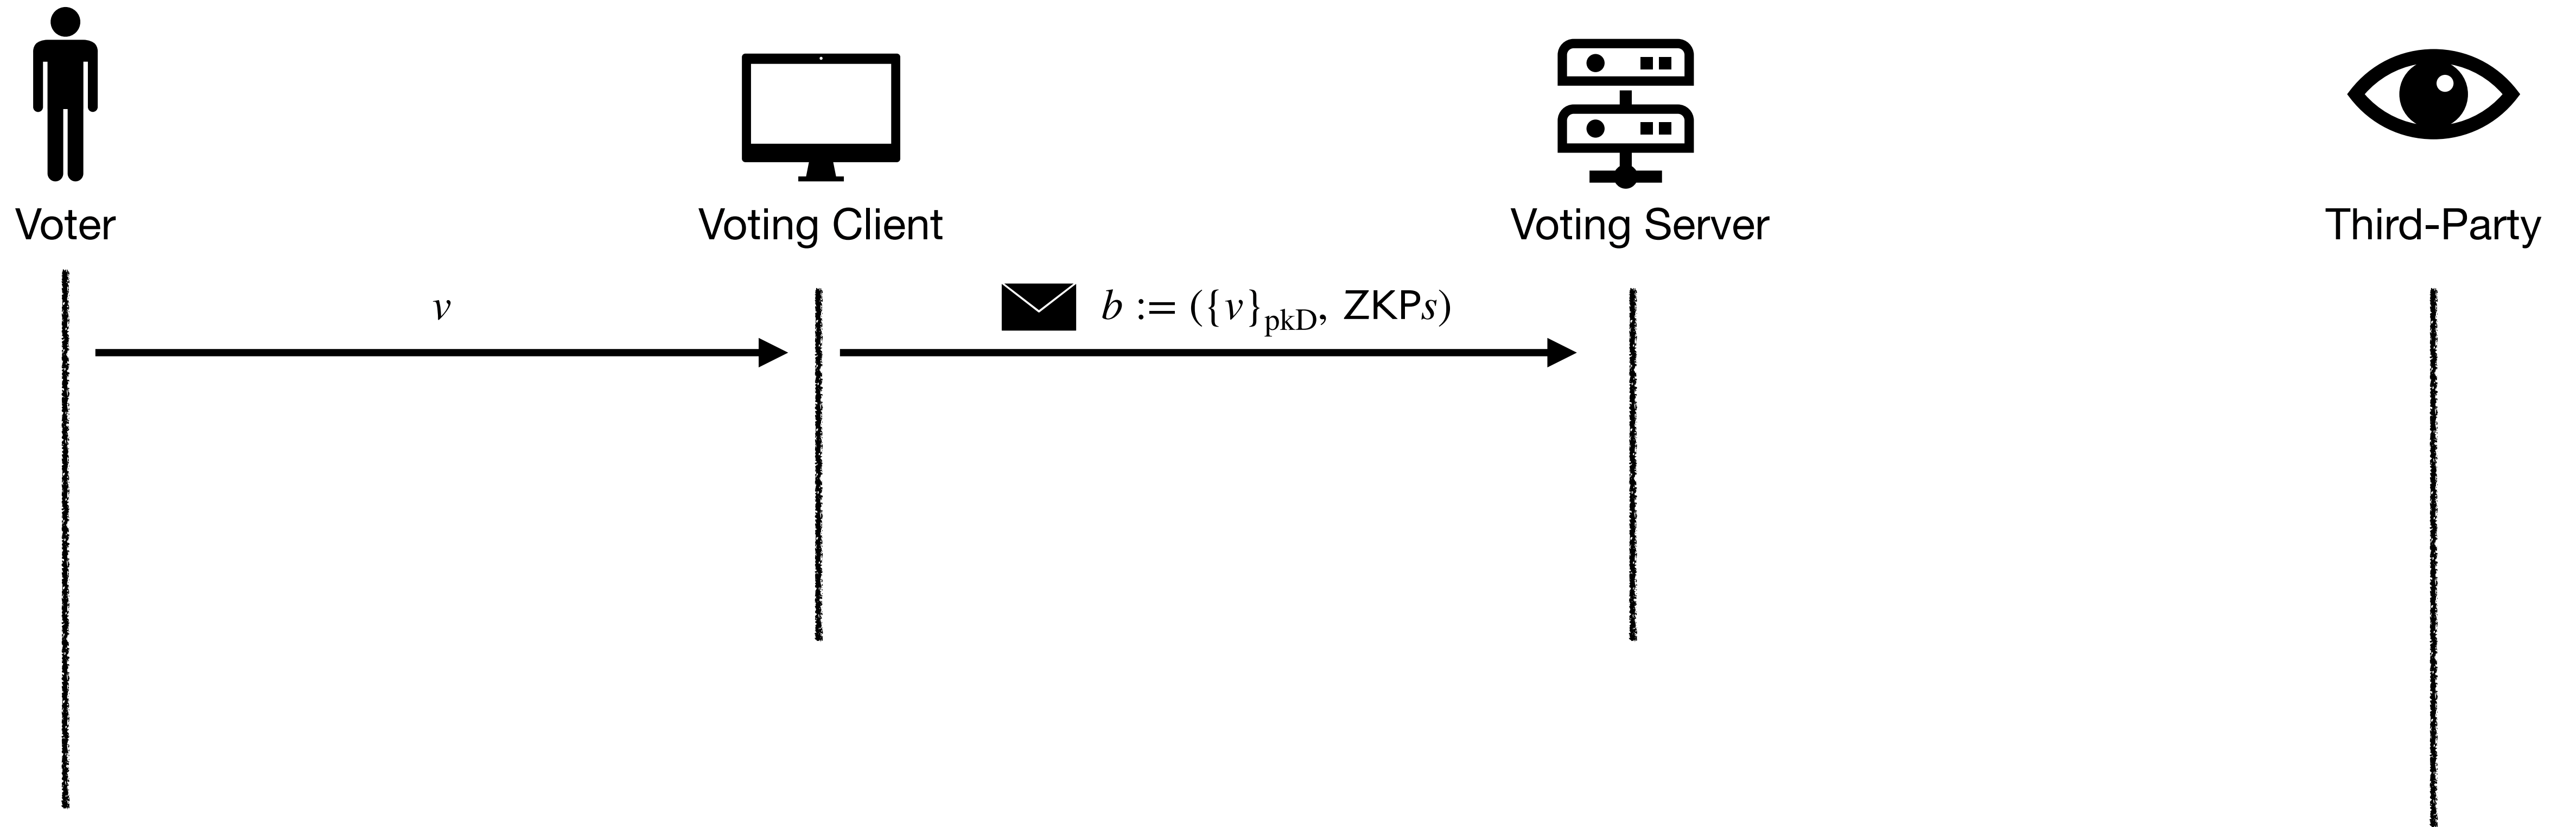 Voter
Voting Client
Voting Server
Third-Party
v
b := ({v}pkD, ZKPs)